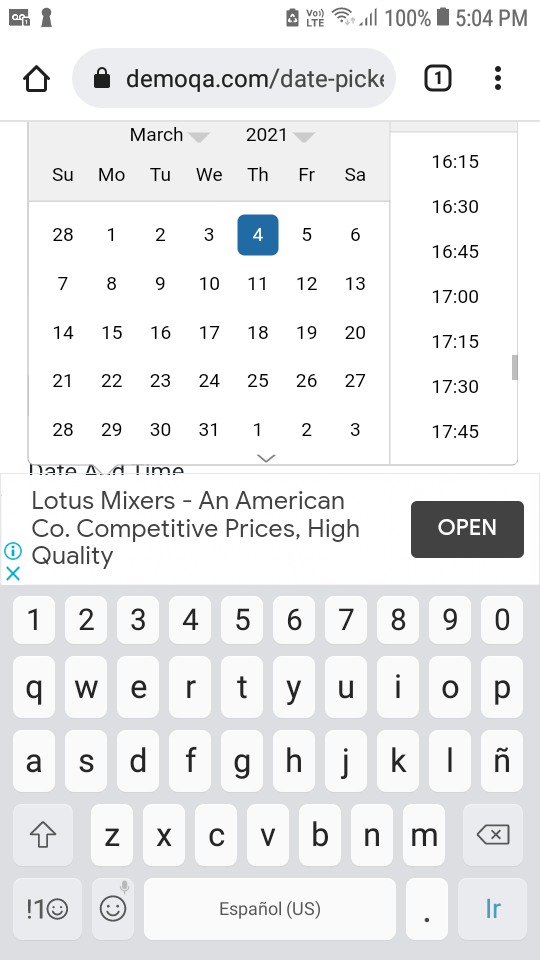 Vo)) LTE 100% 5:04 PM
demoqa.com/date-picke 1
March 2021
Su Mo Tu We Th Fr Sa
28 1 2 3 4 5 6
7 8 9 10 11 12 13
14 15 16 17 18 19 20
21 22 23 24 25 26 27
28 29 30 31 1 2 3
16:15
16:30
16:45
17:00
17:15
17:30
17:45
Date And Time
Lotus Mixers - An American
Co. Competitive Prices, High
Quality
OPEN
1 2 3 4 5 6 7 8 9 0
q w e r t y u i o p
a s d f g h j k l ñ
z x c v b n m
!1☺ Español (US) . Ir